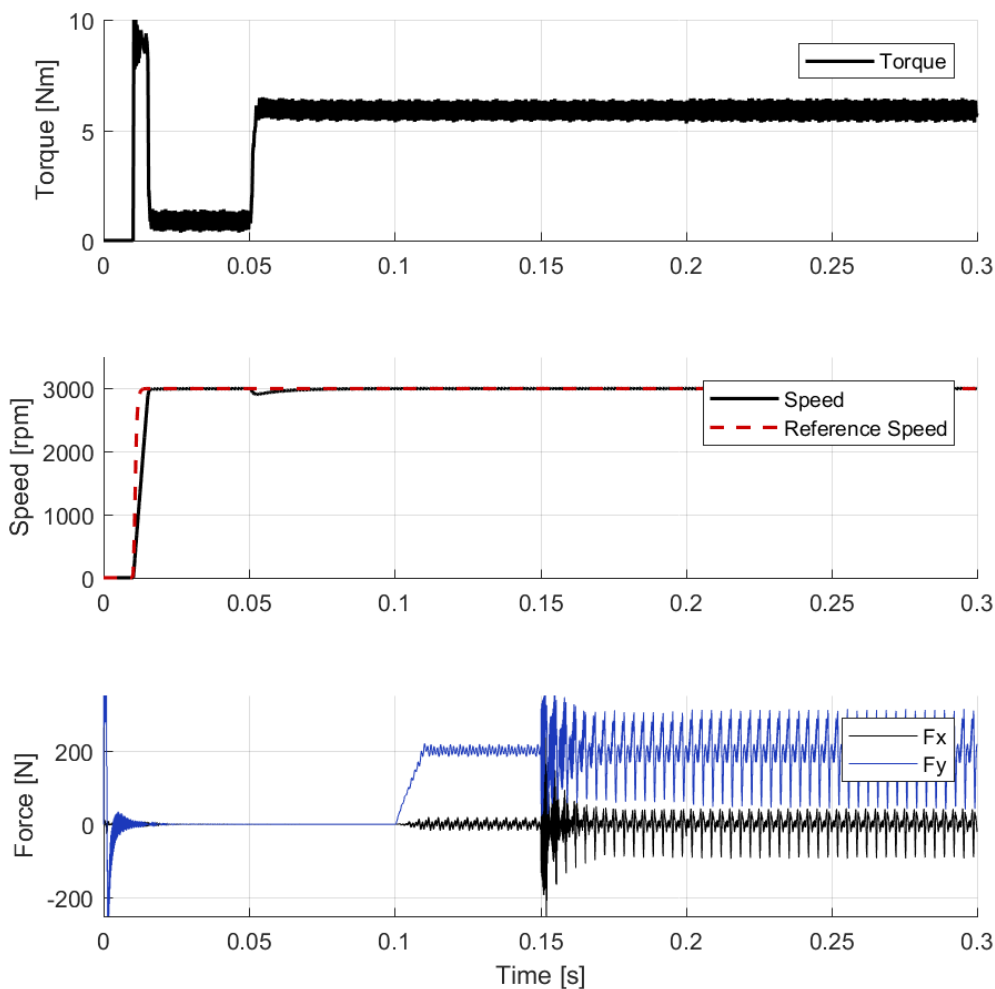 10
5
0
Torque [Nm]
Torque
0 0.05 0.1 0.15 0.2 0.25 0.3
3000
2000
1000
0
Speed [rpm]
Speed
Reference Speed
0 0.05 0.1 0.15 0.2 0.25 0.3
200
0
-200
Force [N]
Fx
Fy
0 0.05 0.1 0.15 0.2 0.25 0.3
Time [s]